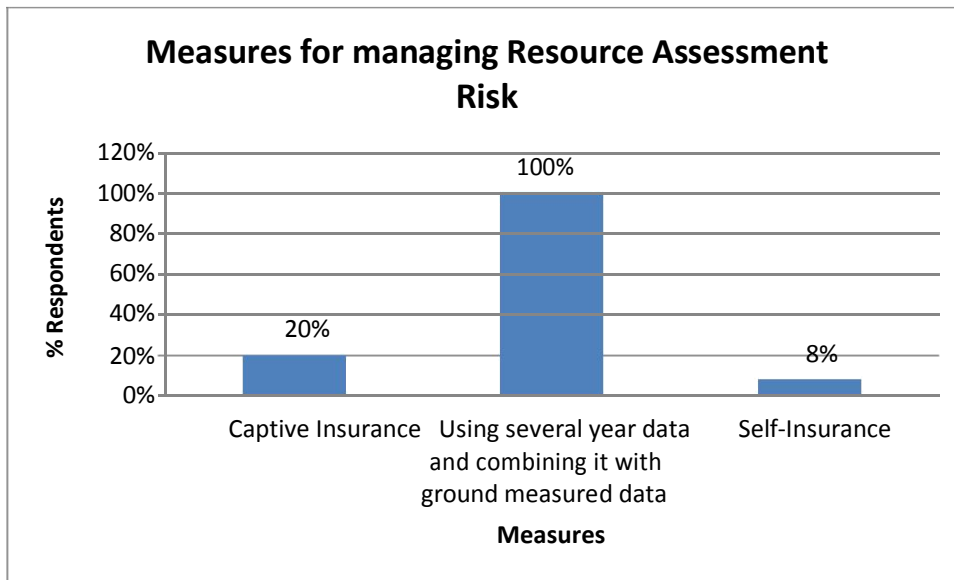 Measures for managing Resource Assessment
Risk
120%
100%
80%
60%
40%
20%
0%
% Respondents
20%
100%
8%
Captive Insurance
Using several year data
and combining it with
ground measured data
Self-Insurance
Measures